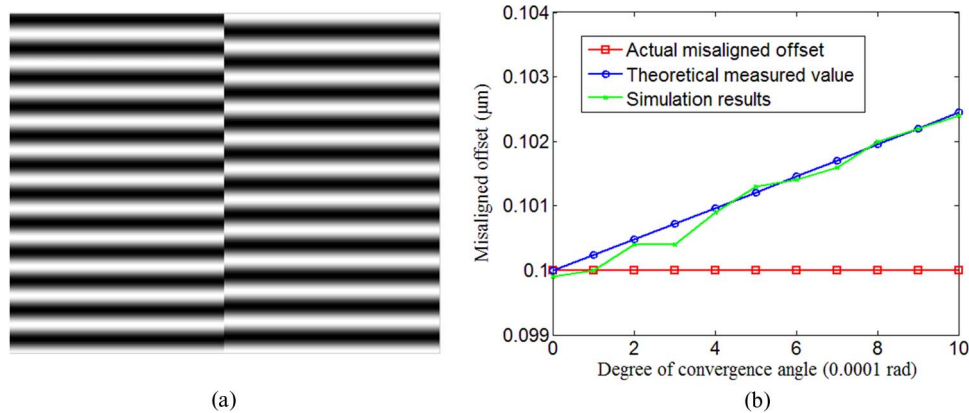 0.104
0.103
0.102
0.101
0.1
0.099
Misaligned offset (μm)
Actual misaligned offset
Theoretical measured value
Simulation results
0 2 4 6 8 10
Degree of convergence angle (0.0001 rad)
(a) (b)